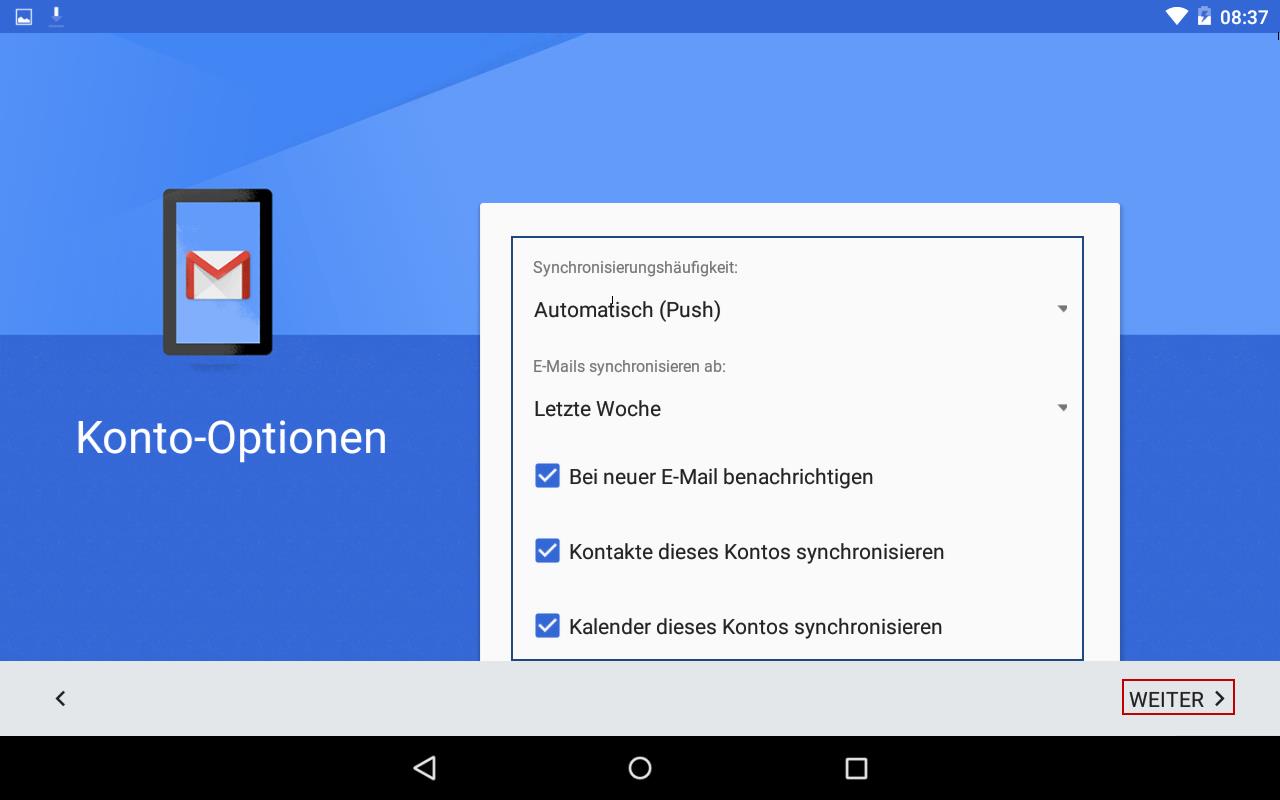 08:37
Konto-Optionen
Synchronisierungshäufigkeit:
Automatisch (Push)
E-Mails synchronisieren ab:
Letzte Woche
Bei neuer E-Mail benachrichtigen
Kontakte dieses Kontos synchronisieren
Kalender dieses Kontos synchronisieren
WEITER